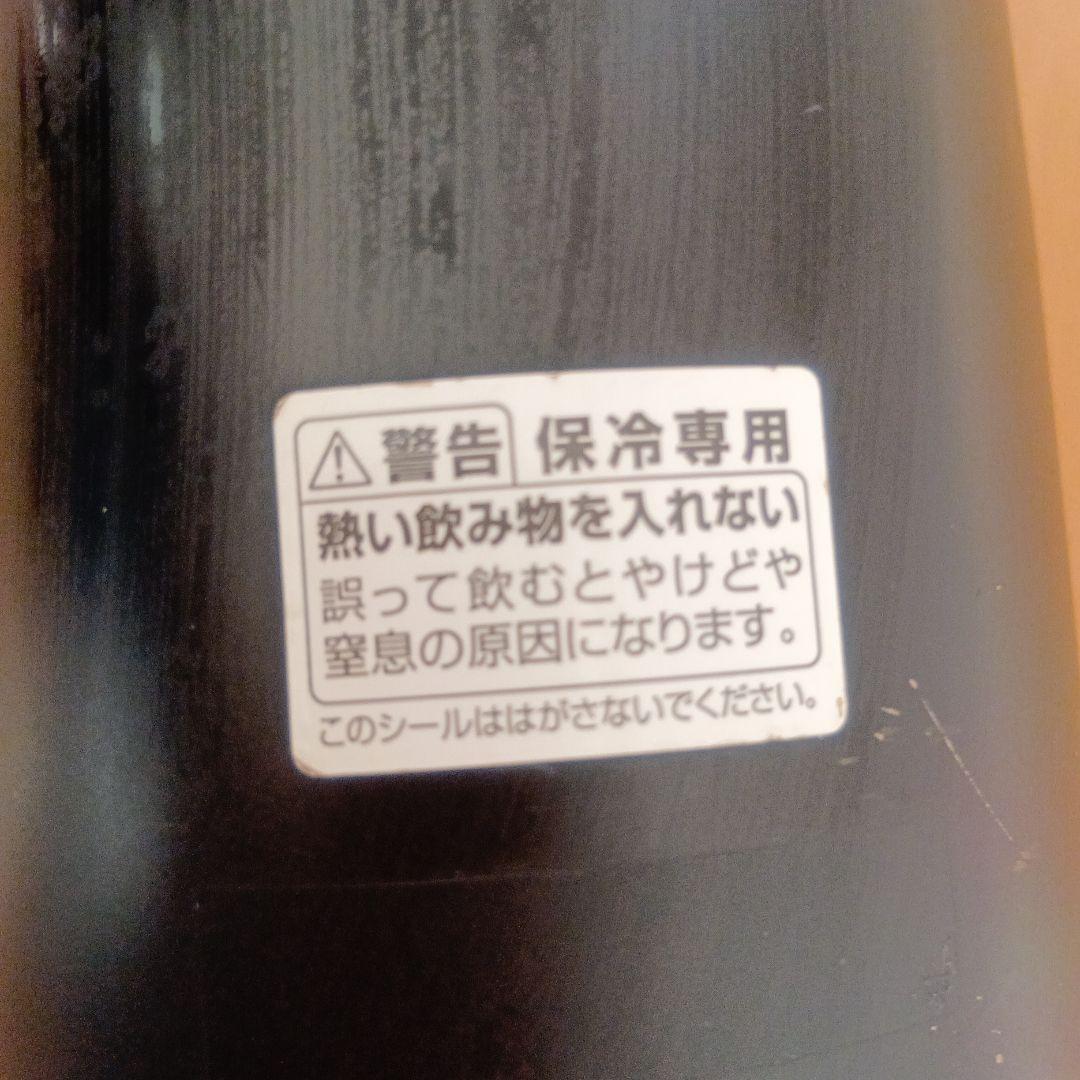 警告 保冷専用
熱い飲み物を入れない
誤って飲むとやけどや
窒息の原因になります。
このシールははがさないでください。